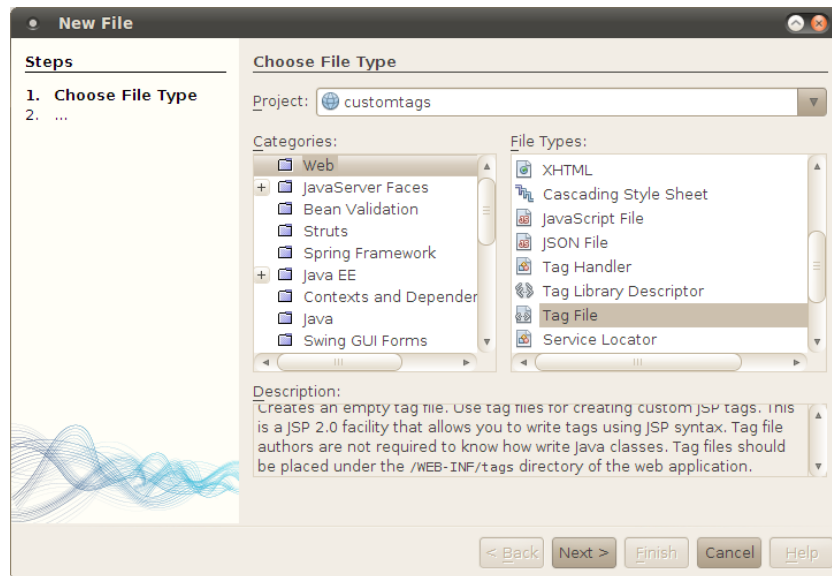 New File
Steps
1. Choose File Type
2. ...
Choose File Type
Project: customtags
Categories:
Web
JavaServer Faces
Bean Validation
Struts
Spring Framework
Java EE
Contexts and Depender
Java
Swing GUI Forms
File Types:
XHTML
Cascading Style Sheet
JavaScript File
JSON File
Tag Handler
Tag Library Descriptor
Tag File
Service Locator
Description:
Creates an empty tag file. Use tag files for creating custom JSP tags. This
is a JSP 2.0 facility that allows you to write tags using JSP syntax. Tag file
authors are not required to know how write Java classes. Tag files should
be placed under the /WEB-INF/tags directory of the web application.
< Back Next > Finish Cancel Help